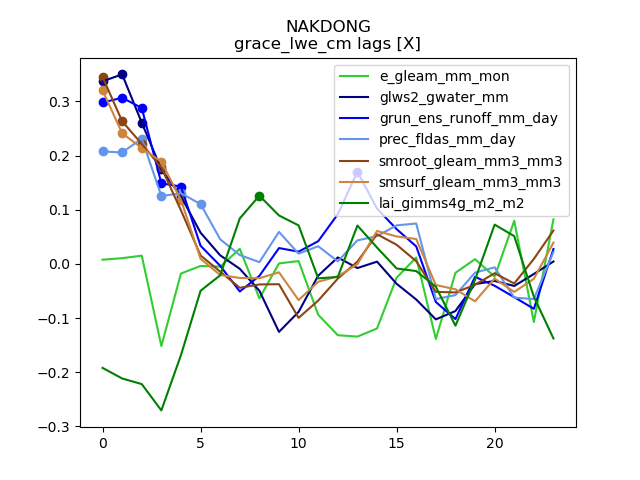 NAKDONG
grace_lwe_cm lags [X]
e_gleam_mm_mon
glws2_gwater_mm
grun_ens_runoff_mm_day
prec_fldas_mm_day
smroot_gleam_mm3_mm3
smsurf_gleam_mm3_mm3
lai_gimms4g_m2_m2
0.3
0.2
0.1
0.0
−0.1
−0.2
−0.3
0 5 10 15 20